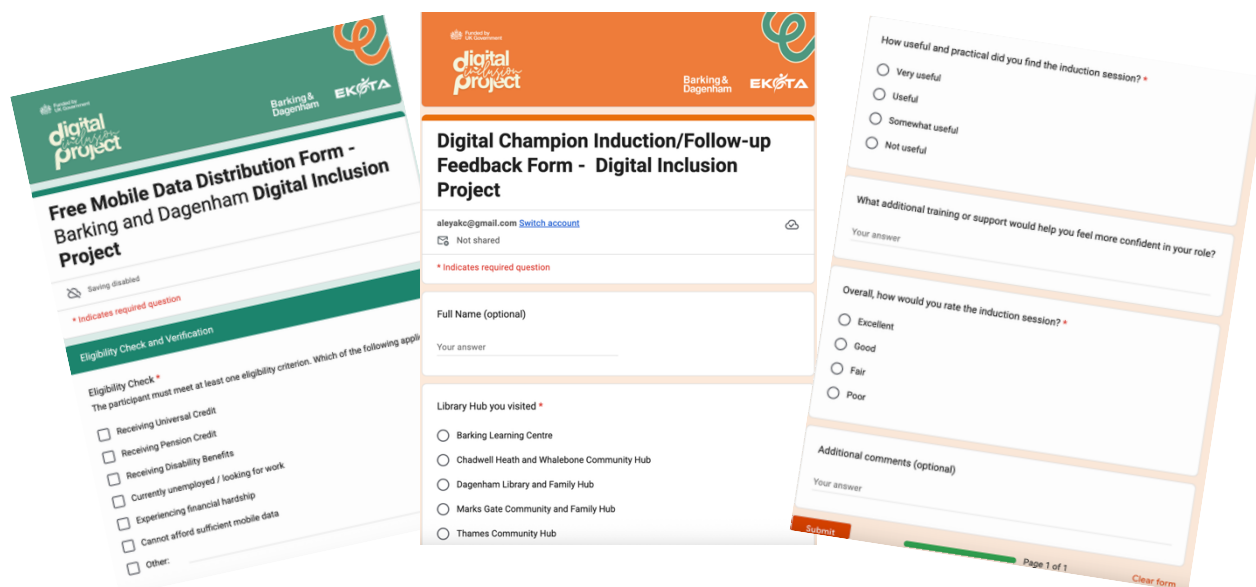 Funded by
UK Government
digital
inclusion
project
Barking &
Dagenham
EKOTA
Free Mobile Data Distribution Form -
Barking and Dagenham Digital Inclusion
Project
Saving disabled
* Indicates required question
Eligibility Check and Verification
Eligibility Check *
The participant must meet at least one eligibility criterion. Which of the following
Receiving Universal Credit
Receiving Pension Credit
Receiving Disability Benefits
Currently unemployed / looking for work
Experiencing financial hardship
Cannot afford sufficient mobile data
Other:
Funded by
UK Government
digital
inclusion
project
Barking &
Dagenham
EKOTA
Digital Champion Induction/Follow-up
Feedback Form - Digital Inclusion
Project
aleyakc@gmail.com Switch account
Not shared
* Indicates required question
Full Name (optional)
Your answer
Library Hub you visited *
Barking Learning Centre
Chadwell Heath and Whalebone Community Hub
Dagenham Library and Family Hub
Marks Gate Community and Family Hub
Thames Community Hub
How useful and practical did you find the induction session? *
Very useful
Useful
Somewhat useful
Not useful
What additional training or support would help you feel more confident in your role?
Your answer
Overall, how would you rate the induction session? *
Excellent
Good
Fair
Poor
Additional comments (optional)
Your answer
Submit
Page 1 of 1
Clear form